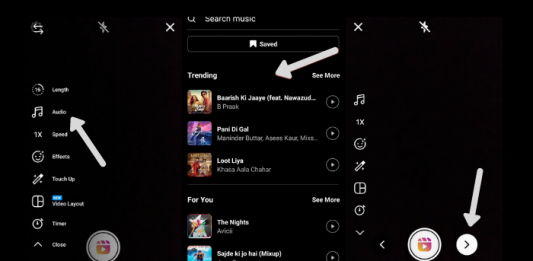 15
Length
Audio
1X
Speed
Effects
Touch Up
NEW
Video Layout
Timer
Close
Search music
Saved
Trending
See More
Baarish Ki Jaaye (feat. Nawazud...
B Praak
Pani Di Gal
Maninder Buttar, Asees Kaur, Mixs...
Loot Liya
Khasa Aala Chahar
For You
See More
The Nights
Avicii
Sajde ki jo hai (Mixup)
1X